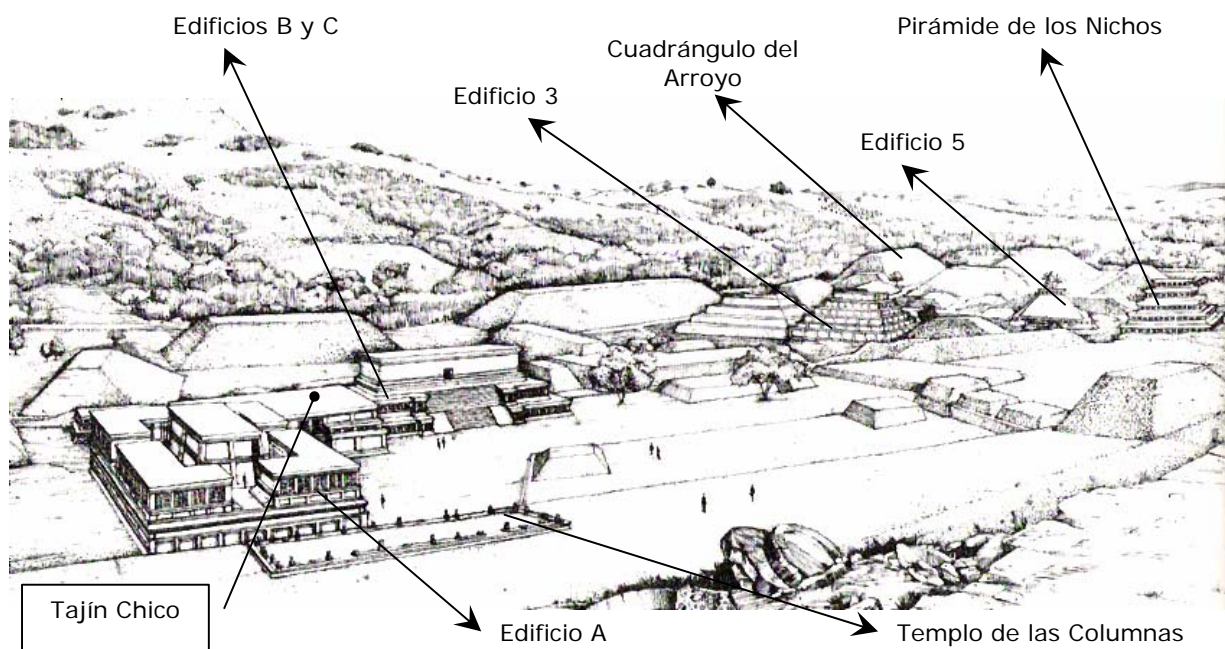 Edificios B y C
Pirámide de los Nichos
Cuadrángulo del
Arroyo
Edificio 3
Edificio 5
Tajín Chico
Edificio A
Templo de las Columnas